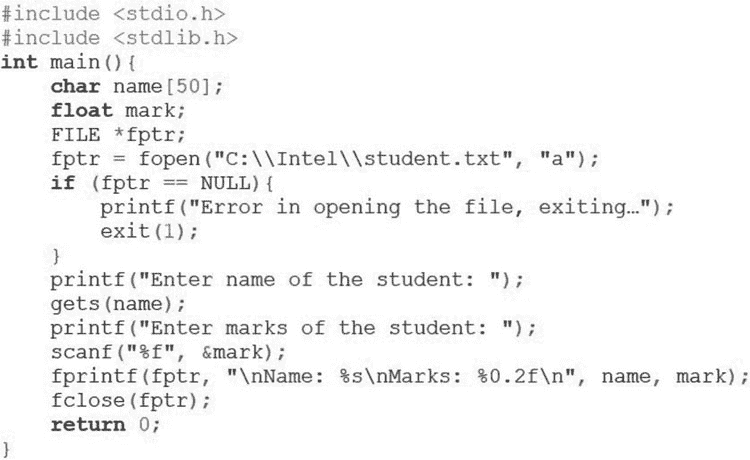 #include <stdio.h>
#include <stdlib.h>
int main(){
    char name[50];
    float mark;
    FILE *fptr;
    fptr = fopen("C:\\Intel\\student.txt", "a");
    if (fptr == NULL){
        printf("Error in opening the file, exiting…");
        exit(1);
    }
    printf("Enter name of the student: ");
    gets(name);
    printf("Enter marks of the student: ");
    scanf("%f", &mark);
    fprintf(fptr, "\nName: %s\nMarks: %0.2f\n", name, mark);
    fclose(fptr);
    return 0;
}